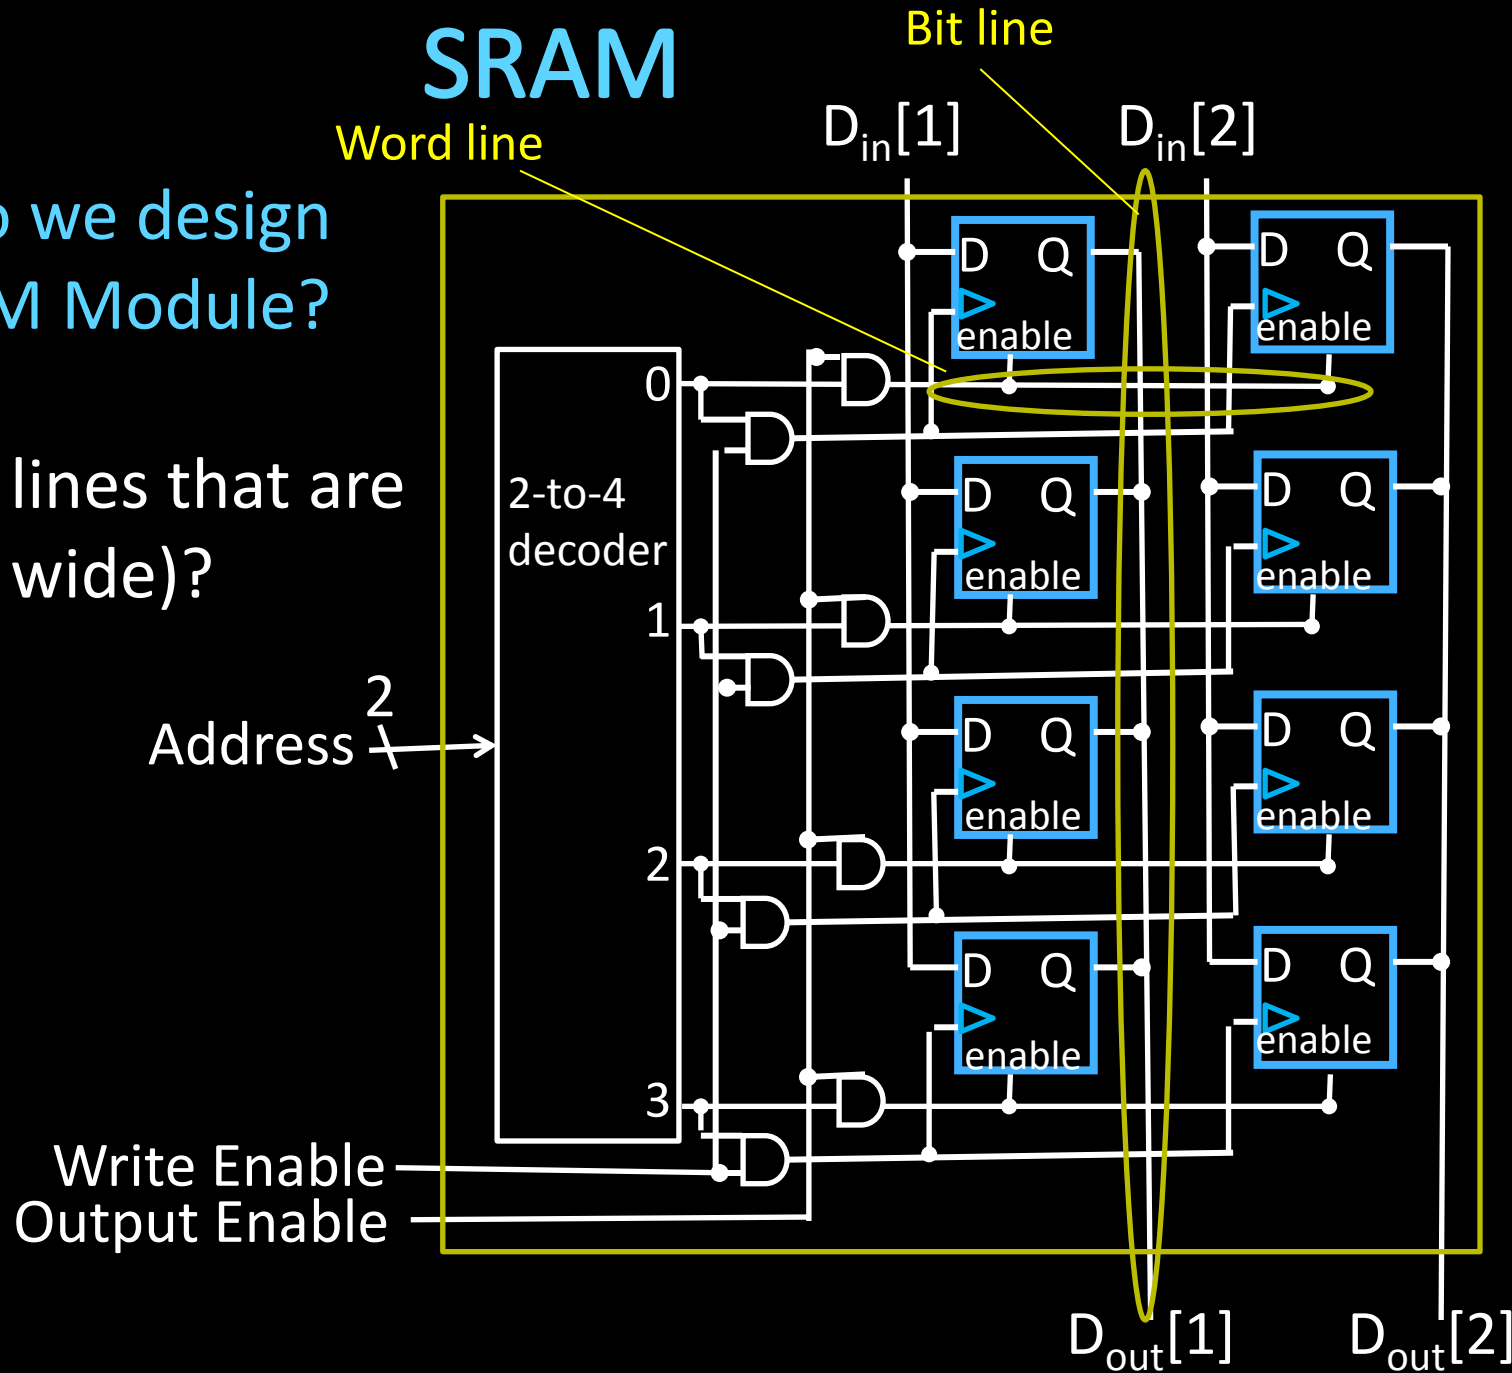 SRAM
Bit line
Word line
Din[1] Din[2]
we design
Module?
lines that are
wide)?
D Q
enable
D Q
enable
0
2-to-4
decoder
D Q
enable
D Q
enable
1
2
Address
D Q
enable
D Q
enable
2
D Q
enable
D Q
enable
3
Write Enable
Output Enable
Dout[1] Dout[2]